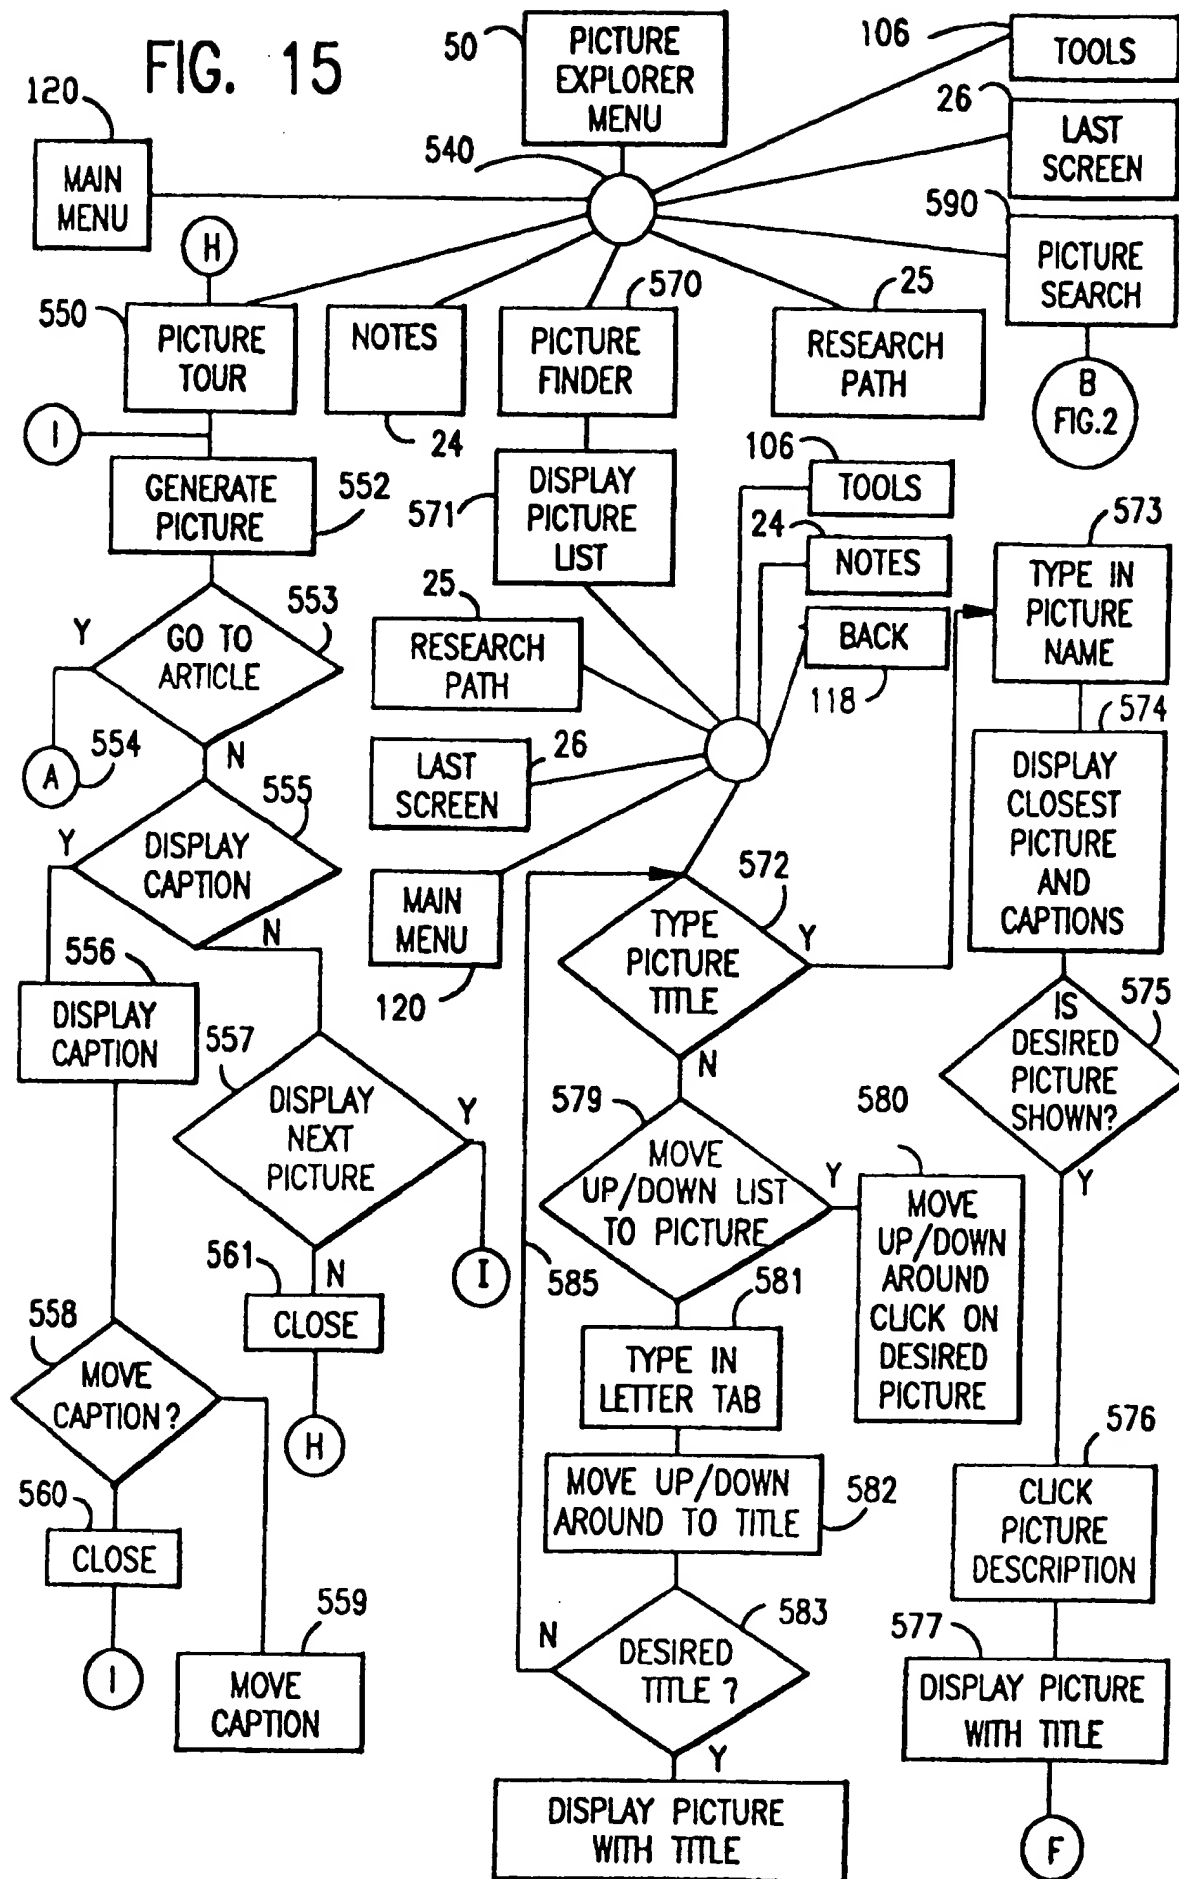 FIG. 15
50
PICTURE
EXPLORER
MENU
106
TOOLS
120
MAIN
MENU
540
26
LAST
SCREEN
590
PICTURE
SEARCH
B
FIG.2
H
550
PICTURE
TOUR
NOTES
24
570
PICTURE
FINDER
25
RESEARCH
PATH
I
GENERATE
PICTURE
552
571
DISPLAY
PICTURE
LIST
106
TOOLS
24
NOTES
BACK
118
573
TYPE IN
PICTURE
NAME
Y
GO TO
ARTICLE
553
25
RESEARCH
PATH
A
554
N
26
LAST
SCREEN
574
DISPLAY
CLOSEST
PICTURE
AND
CAPTIONS
Y
DISPLAY
CAPTION
555
N
MAIN
MENU
120
572
TYPE
PICTURE
TITLE
Y
N
556
DISPLAY
CAPTION
557
DISPLAY
NEXT
PICTURE
Y
N
I
561
CLOSE
H
575
IS
DESIRED
PICTURE
SHOWN?
Y
579
MOVE
UP/DOWN LIST
TO PICTURE
Y
580
MOVE
UP/DOWN
AROUND
CLICK ON
DESIRED
PICTURE
585
581
TYPE IN
LETTER TAB
558
MOVE
CAPTION?
560
CLOSE
I
559
MOVE
CAPTION
MOVE UP/DOWN
AROUND TO TITLE
582
576
CLICK
PICTURE
DESCRIPTION
N
DESIRED
TITLE?
583
Y
DISPLAY PICTURE
WITH TITLE
577
DISPLAY PICTURE
WITH TITLE
F